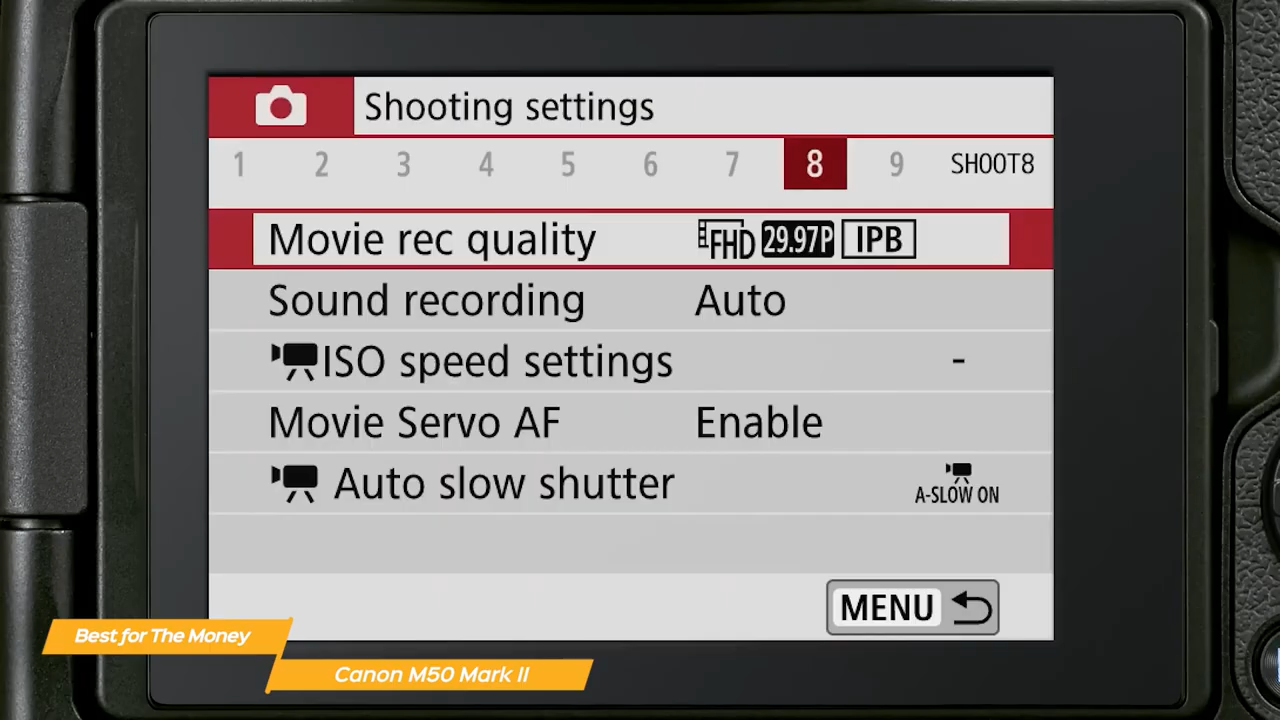 Shooting settings
1 2 3 4 5 6 7 8 9 SHOOT8
Movie rec quality FHD 29.97P IPB
Sound recording Auto
ISO speed settings -
Movie Servo AF Enable
Auto slow shutter A-SLOW ON
MENU
Best for The Money
Canon M50 Mark II